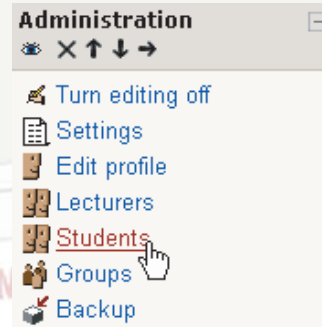 Administration
Turn editing off
Settings
Edit profile
Lecturers
Students
Groups
Backup